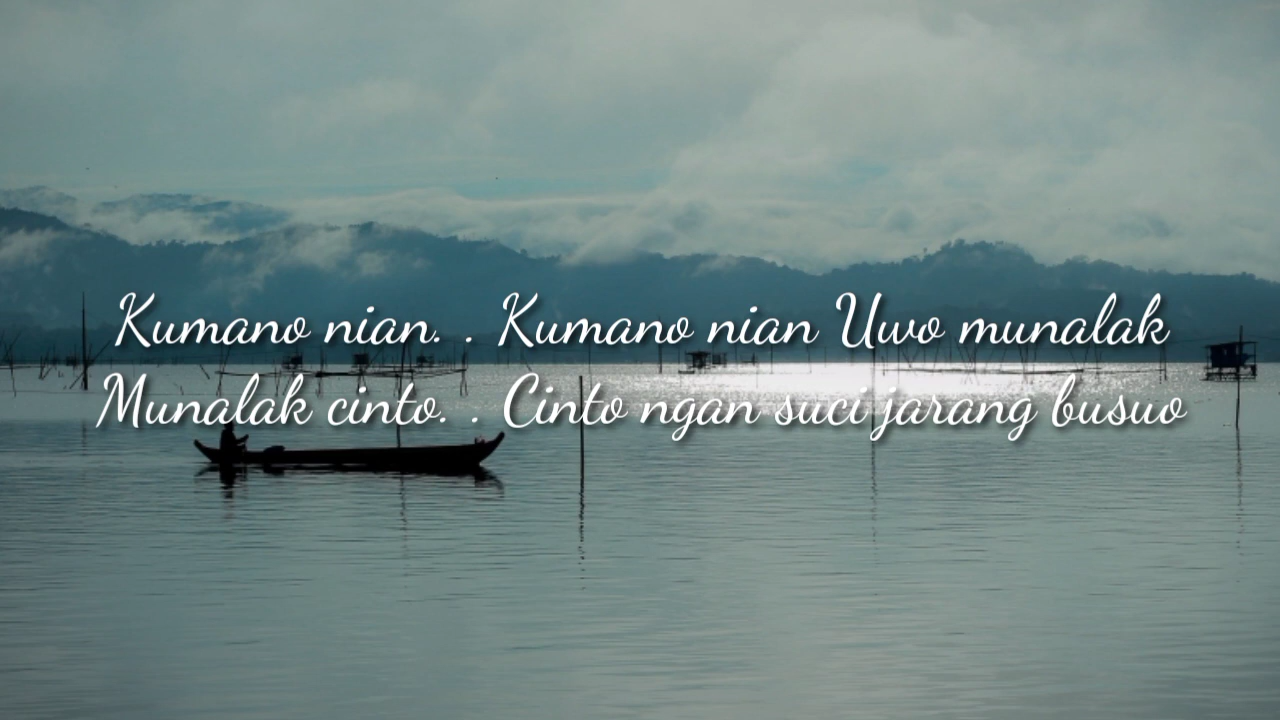 Kumano nian. . Kumano nian Uwo munalak
Munalak cinto. . Cinto ngan suci jarang busuo